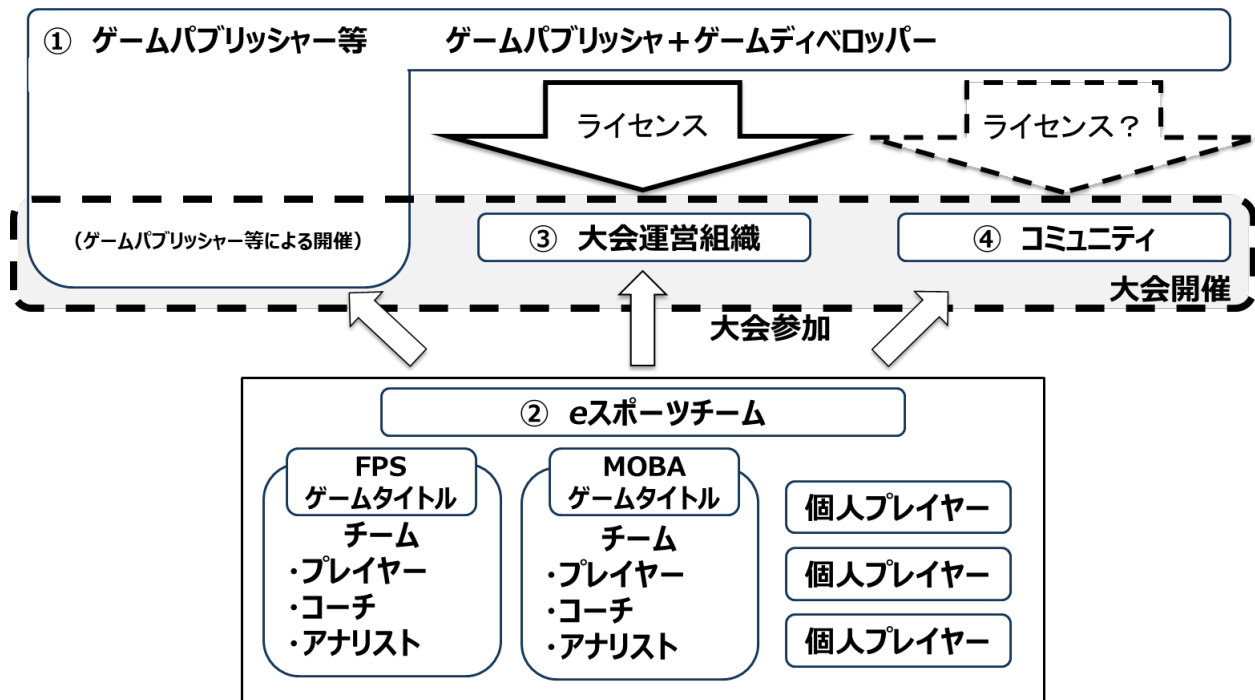 ① ゲームパブリッシャー等 ゲームパブリッシャ＋ゲームディベロッパー
ライセンス
ライセンス？
（ゲームパブリッシャー等による開催）
③ 大会運営組織
④ コミュニティ
大会開催
大会参加
② eスポーツチーム
FPS
ゲームタイトル
チーム
・プレイヤー
・コーチ
・アナリスト
MOBA
ゲームタイトル
チーム
・プレイヤー
・コーチ
・アナリスト
個人プレイヤー
個人プレイヤー
個人プレイヤー